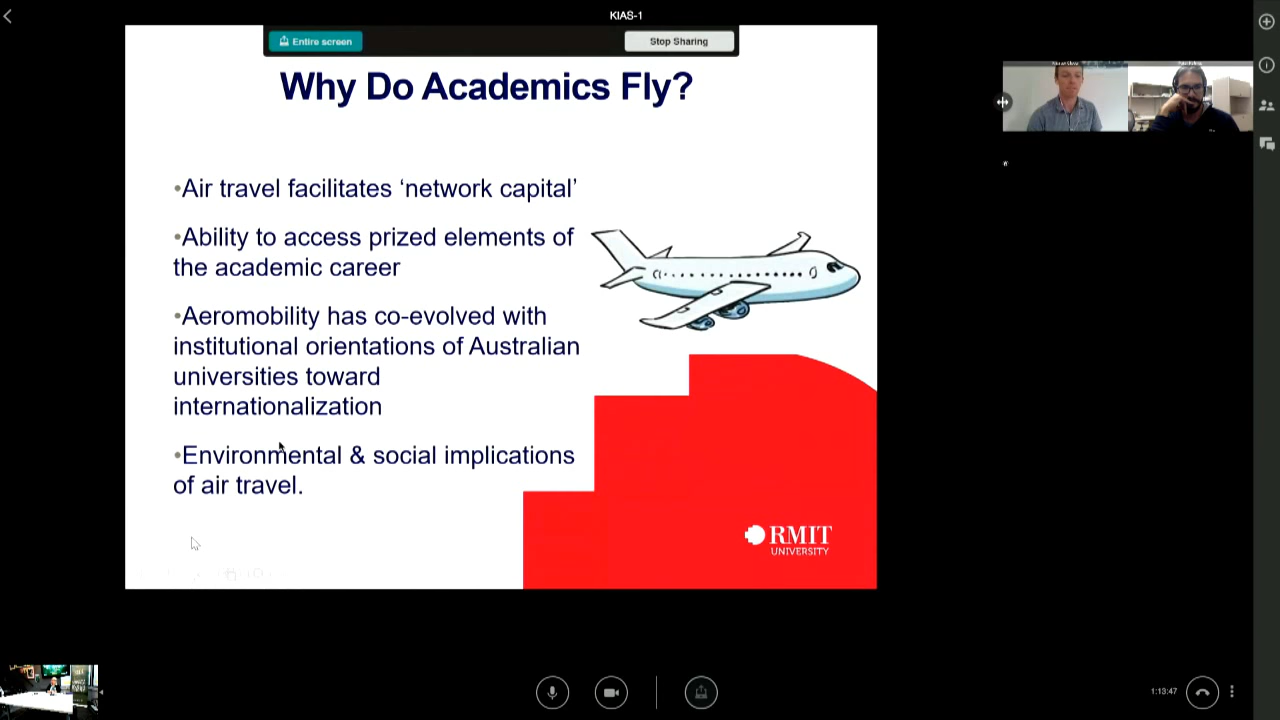 KIAS-1
Entire screen
Stop Sharing
Why Do Academics Fly?
•Air travel facilitates ‘network capital’
•Ability to access prized elements of
the academic career
•Aeromobility has co-evolved with
institutional orientations of Australian
universities toward
internationalization
•Environmental & social implications
of air travel.
RMIT
UNIVERSITY
1:13:47